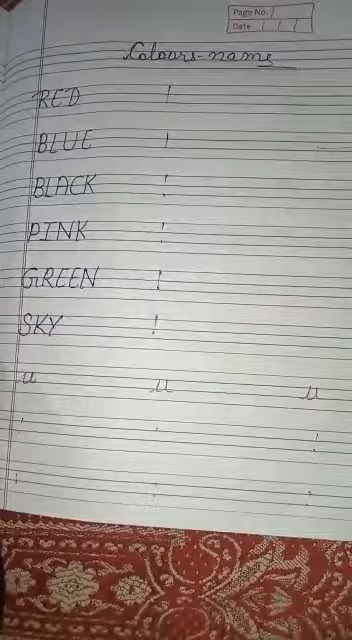 Page No.
Date
Colours-name
RED !
BLUE !
BLACK !
PINK !
GREEN !
SKY !
u u u